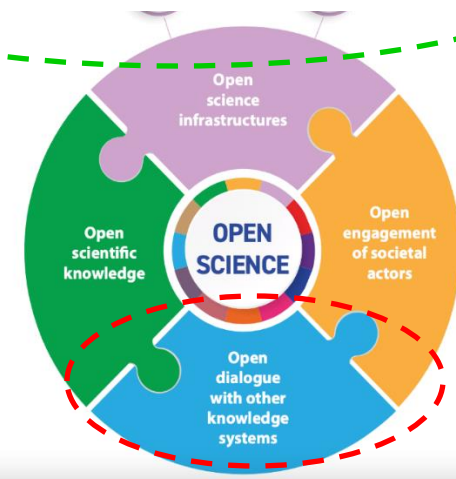 Open
science
infrastructures
Open
scientific
knowledge
OPEN
SCIENCE
Open
engagement
of societal
actors
Open
dialogue
with other
knowledge
systems